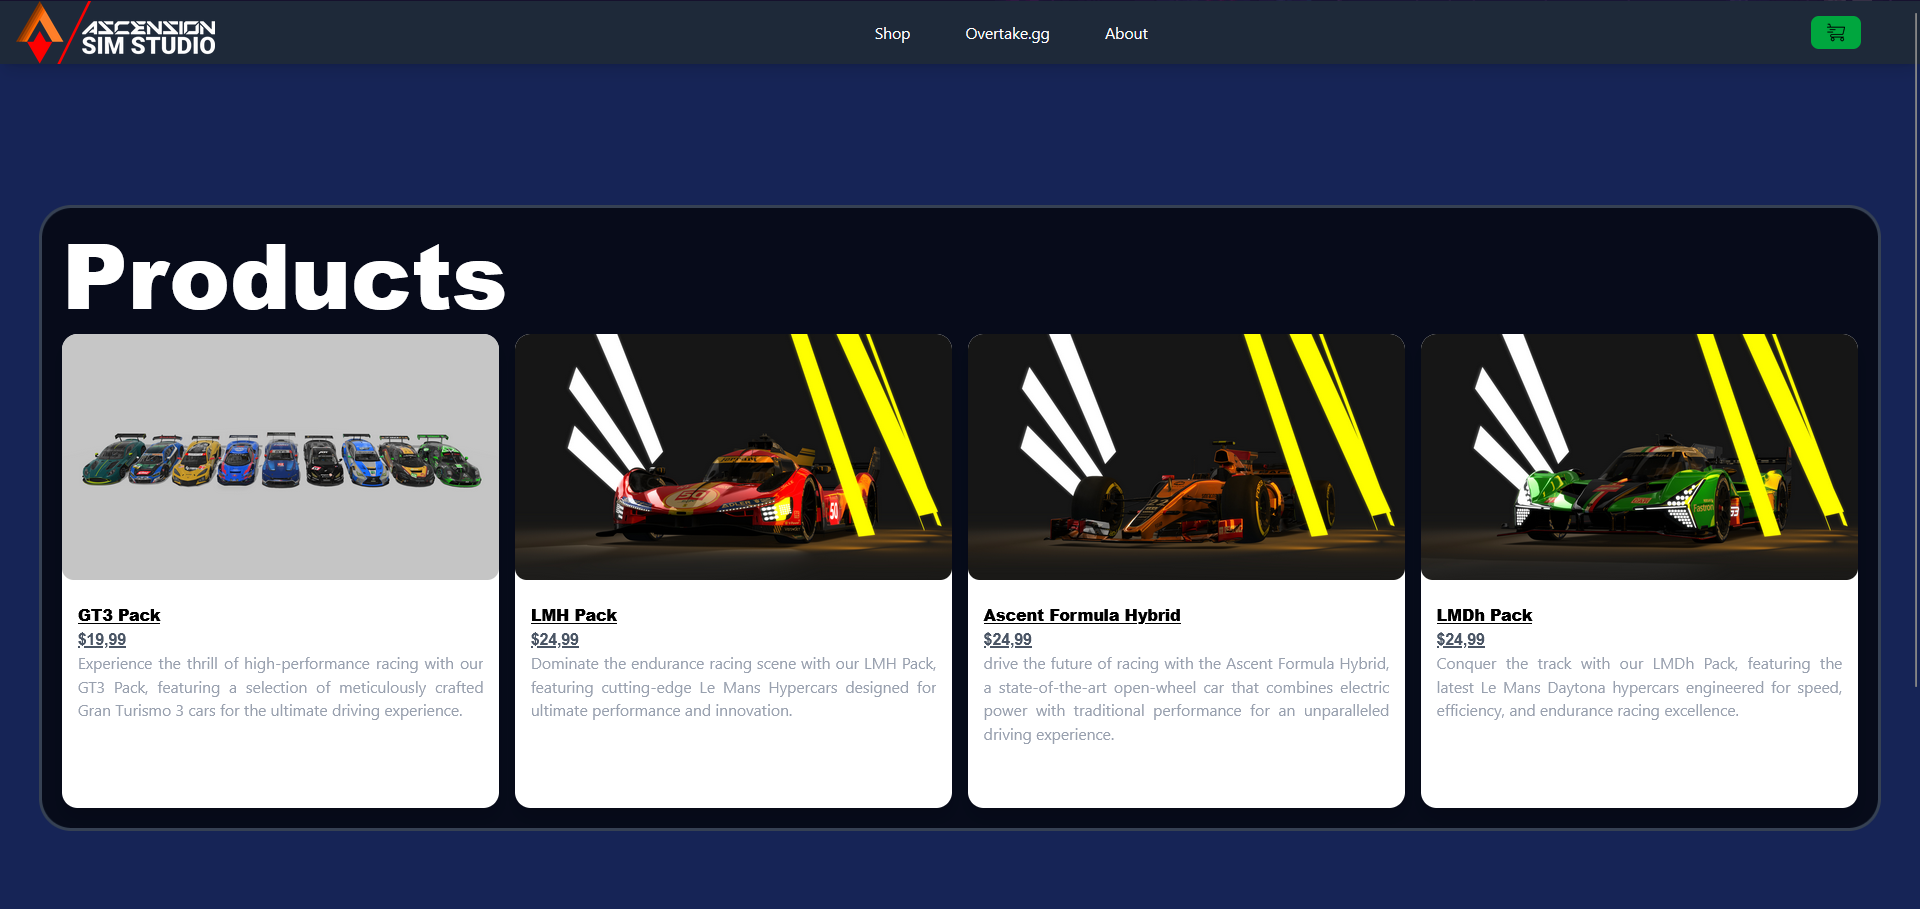 ASCENSION
SIM STUDIO
Shop
Overtake.gg
About
Products
GT3 Pack
$19,99
Experience the thrill of high-performance racing with our
GT3 Pack, featuring a selection of meticulously crafted
Gran Turismo 3 cars for the ultimate driving experience.
50
50
LMH Pack
$24,99
Dominate the endurance racing scene with our LMH Pack,
featuring cutting-edge Le Mans Hypercars designed for
ultimate performance and innovation.
Ascent Formula Hybrid
$24,99
drive the future of racing with the Ascent Formula Hybrid,
a state-of-the-art open-wheel car that combines electric
power with traditional performance for an unparalleled
driving experience.
LMDh Pack
$24,99
Conquer the track with our LMDh Pack, featuring the
latest Le Mans Daytona hypercars engineered for speed,
efficiency, and endurance racing excellence.